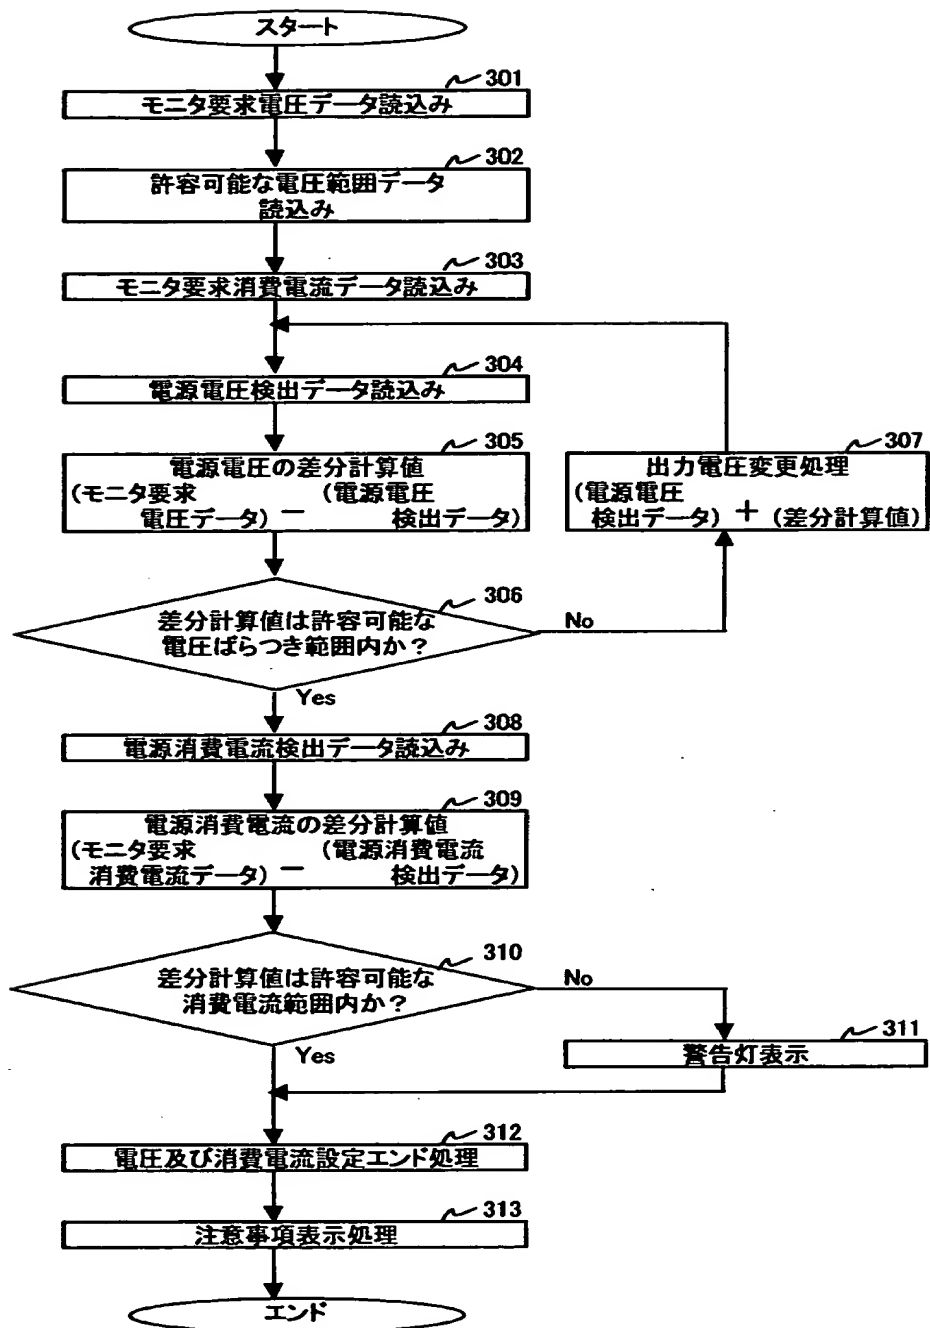 スタート
301
モニタ要求電圧データ読込み
302
許容可能な電圧範囲データ
読込み
303
モニタ要求消費電流データ読込み
304
電源電圧検出データ読込み
305
電源電圧の差分計算値
(モニタ要求 (電源電圧
電圧データ) − 検出データ)
307
出力電圧変更処理
(電源電圧
検出データ) + (差分計算値)
306
差分計算値は許容可能な
電圧ばらつき範囲内か？
No
Yes
308
電源消費電流検出データ読込み
309
電源消費電流の差分計算値
(モニタ要求 (電源消費電流
消費電流データ) − 検出データ)
310
差分計算値は許容可能な
消費電流範囲内か？
No
Yes
311
警告灯表示
312
電圧及び消費電流設定エンド処理
313
注意事項表示処理
エンド